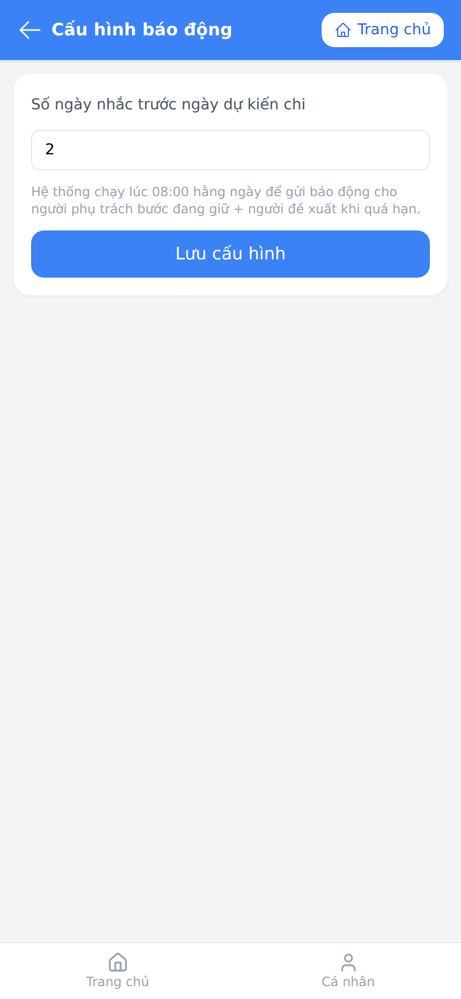 Cấu hình báo động
Trang chủ
Số ngày nhắc trước ngày dự kiến chi
2
Hệ thống chạy lúc 08:00 hằng ngày để gửi báo động cho
người phụ trách bước đang giữ + người đề xuất khi quá hạn.
Lưu cấu hình
Trang chủ
Cá nhân